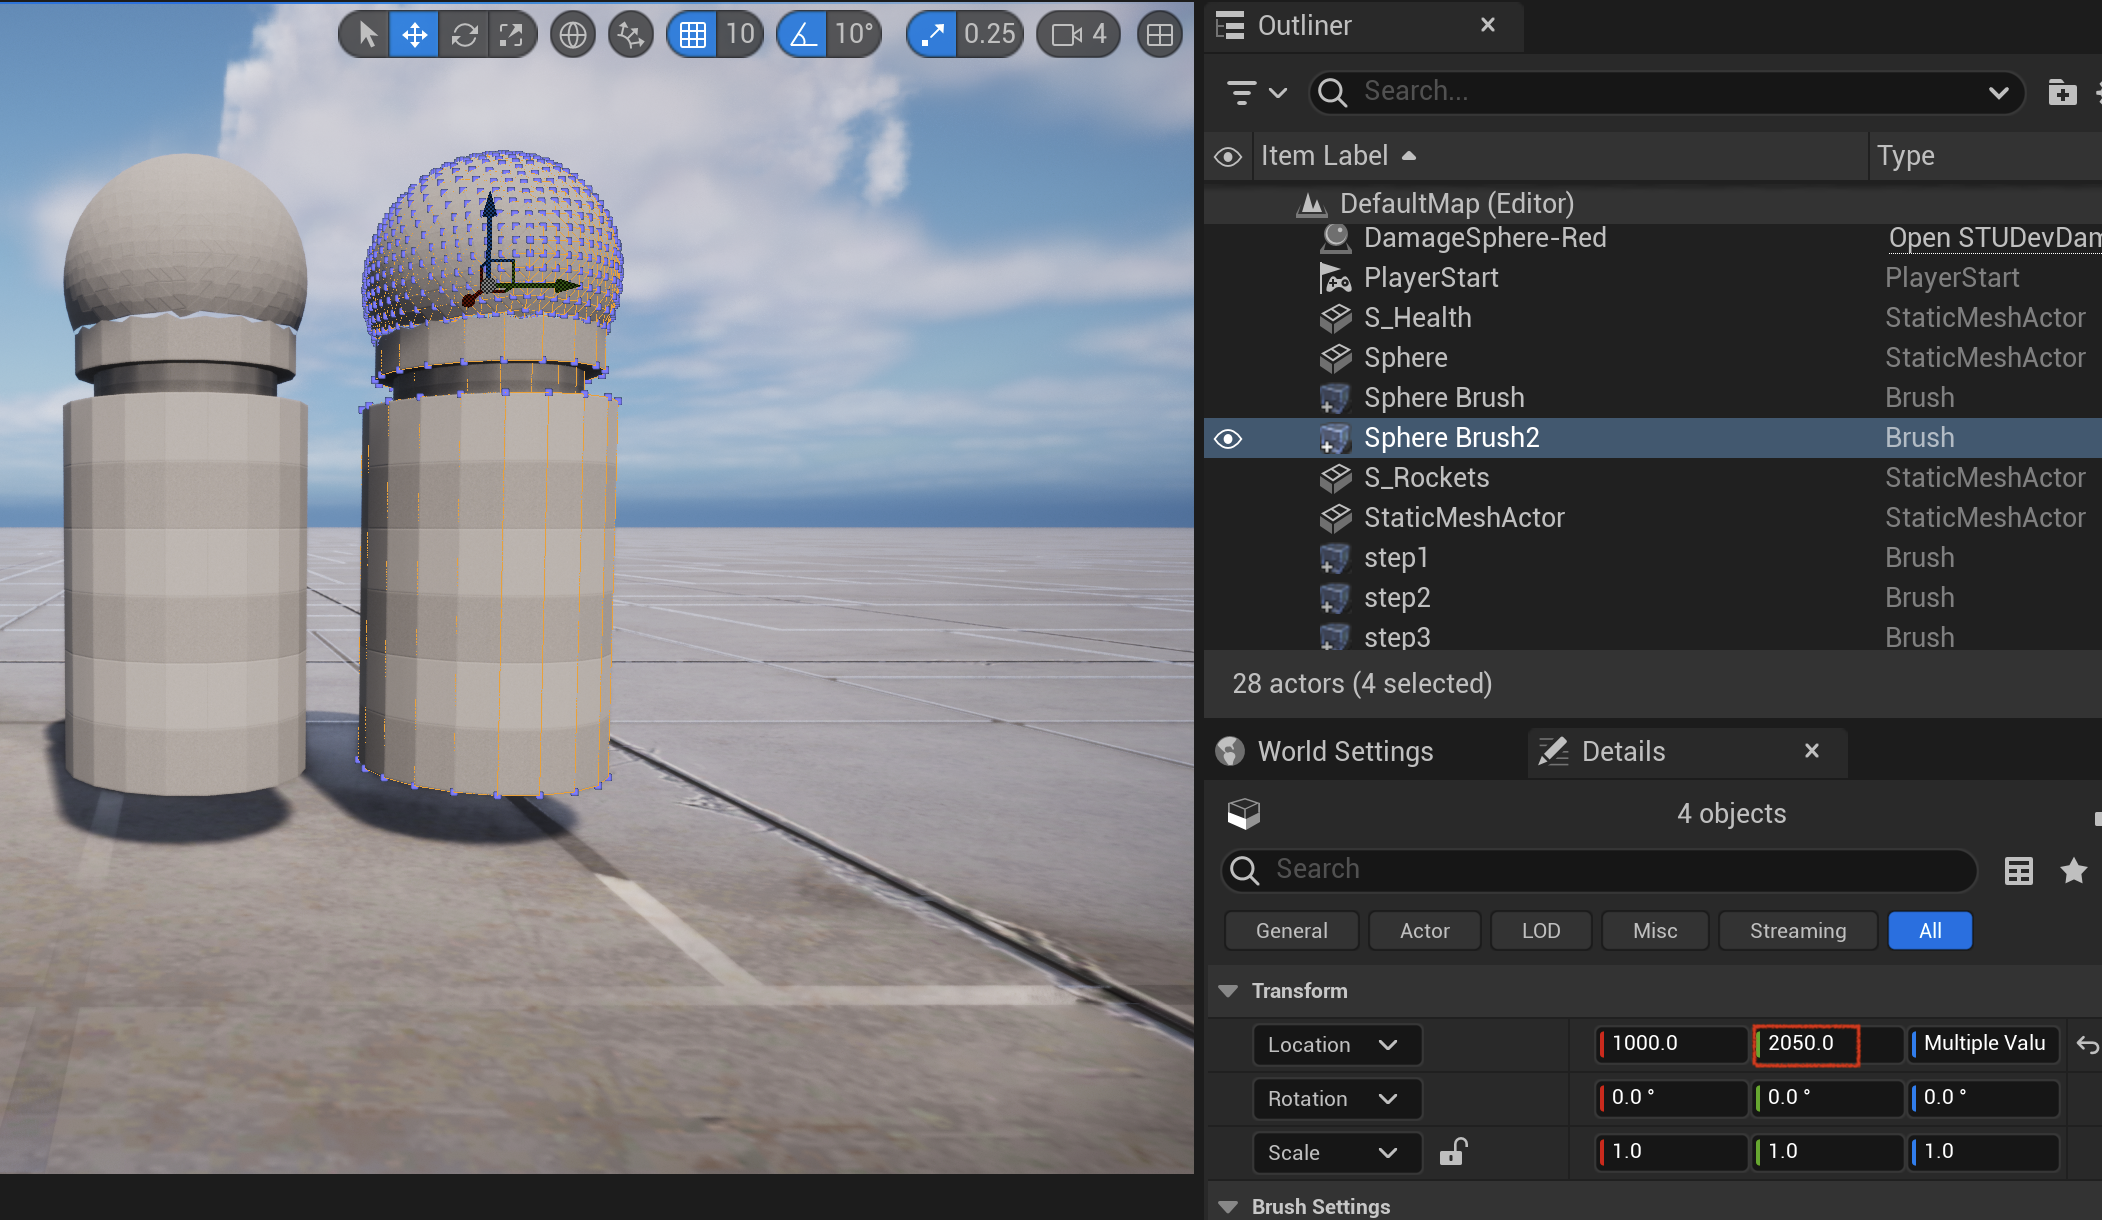 10
10°
0.25
4
Outliner
Search...
Item Label
Type
DefaultMap (Editor)
DamageSphere-Red
Open STUDevDam
PlayerStart
PlayerStart
S_Health
StaticMeshActor
Sphere
StaticMeshActor
Sphere Brush
Brush
Sphere Brush2
Brush
S_Rockets
StaticMeshActor
StaticMeshActor
StaticMeshActor
step1
Brush
step2
Brush
step3
Brush
28 actors (4 selected)
World Settings
Details
4 objects
Search
General
Actor
LOD
Misc
Streaming
All
Transform
Location
1000.0
2050.0
Multiple Valu
Rotation
0.0 °
0.0 °
0.0 °
Scale
1.0
1.0
1.0
Brush Settings